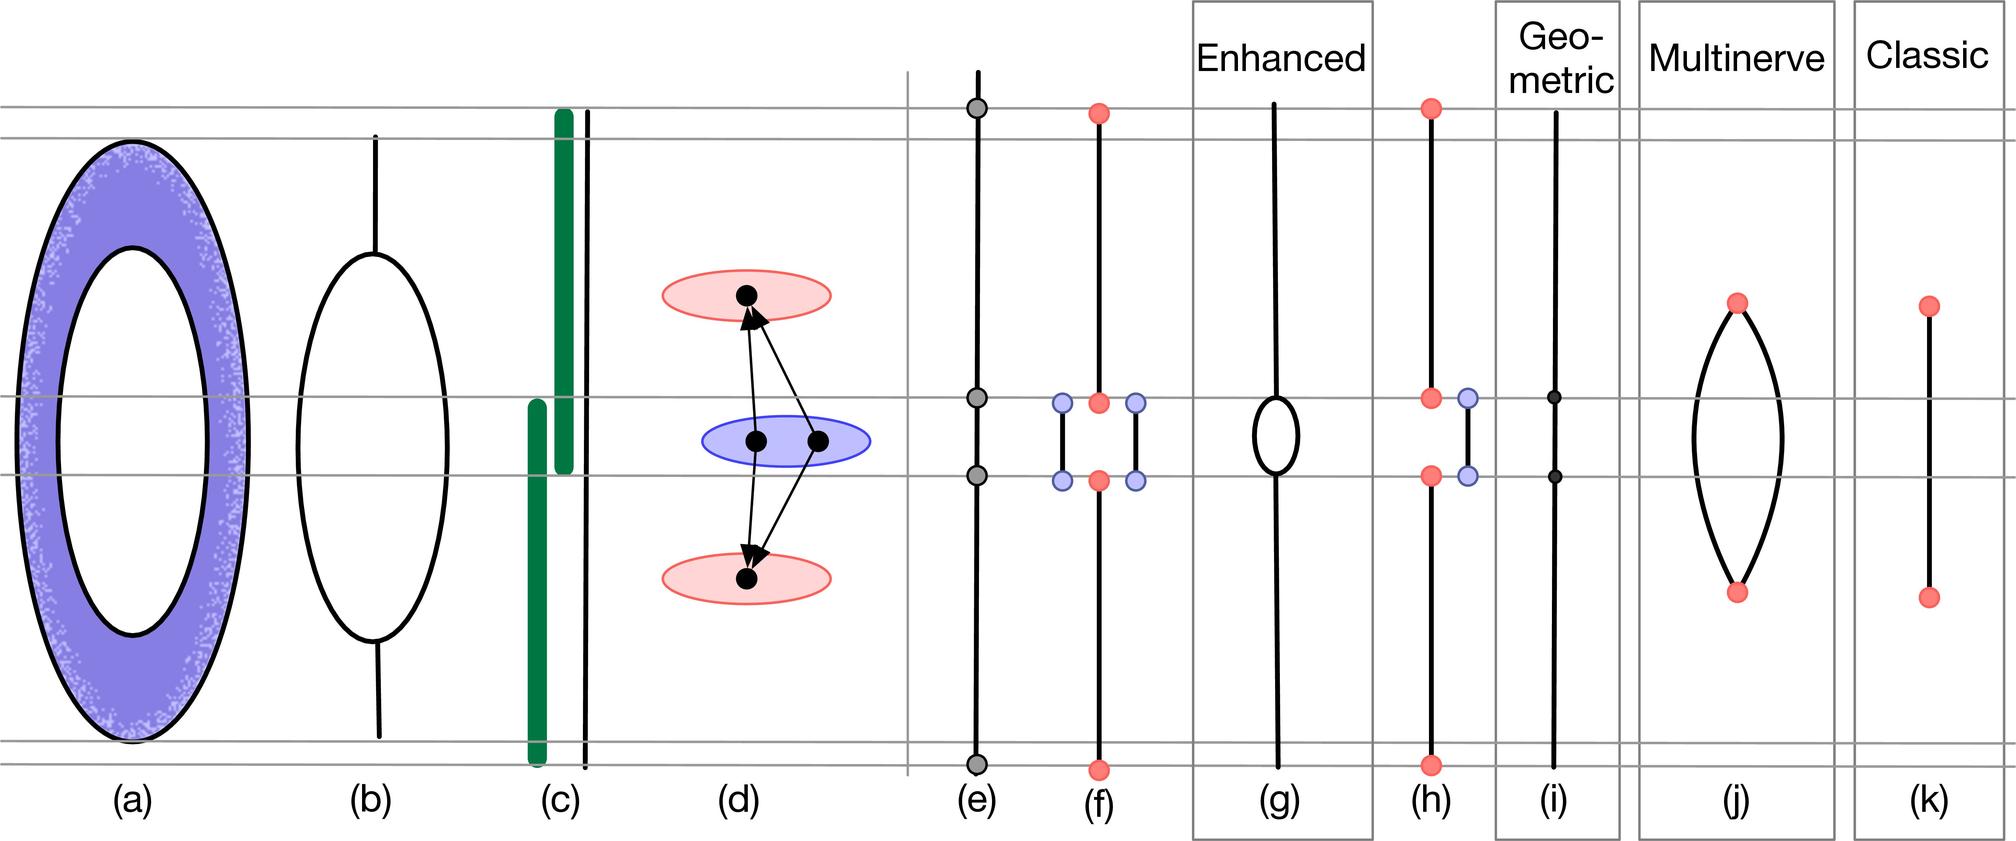 Enhanced
Geo-
metric
Multinerve
Classic
(a)
(b)
(c)
(d)
(e)
(f)
(g)
(h)
(i)
(j)
(k)